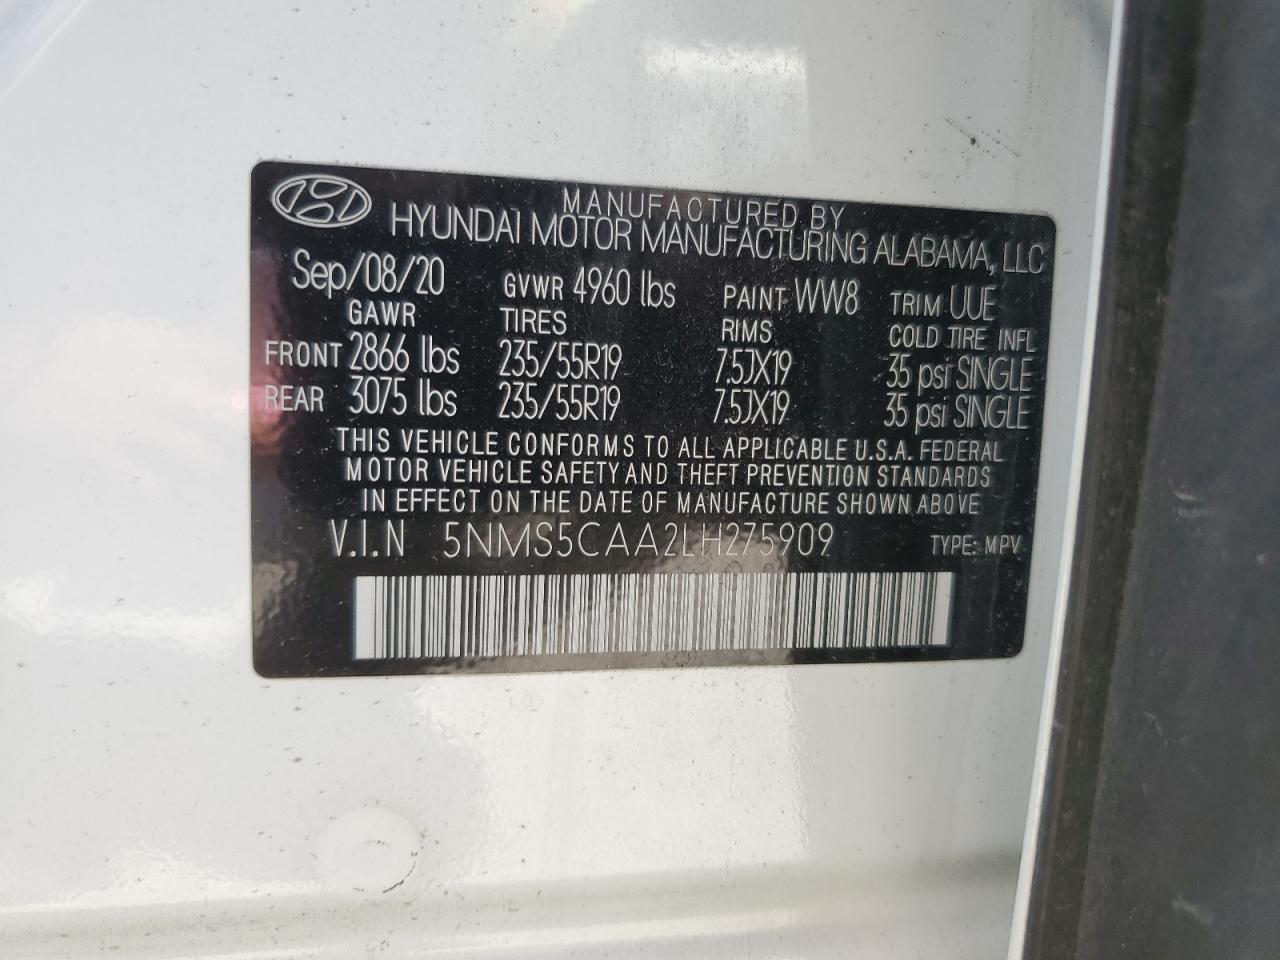 MANUFACTURED BY
HYUNDAI MOTOR MANUFACTURING ALABAMA, LLC
Sep/08/20 GVWR 4960 lbs PAINT WW8 TRIM UUE
GAWR TIRES RIMS COLD TIRE INFL
FRONT 2866 lbs 235/55R19 7.5JX19 35 psi SINGLE
REAR 3075 lbs 235/55R19 7.5JX19 35 psi SINGLE
THIS VEHICLE CONFORMS TO ALL APPLICABLE U.S.A. FEDERAL
MOTOR VEHICLE SAFETY AND THEFT PREVENTION STANDARDS
IN EFFECT ON THE DATE OF MANUFACTURE SHOWN ABOVE
V.I.N 5NMS5CAA2LH275909 TYPE: MPV